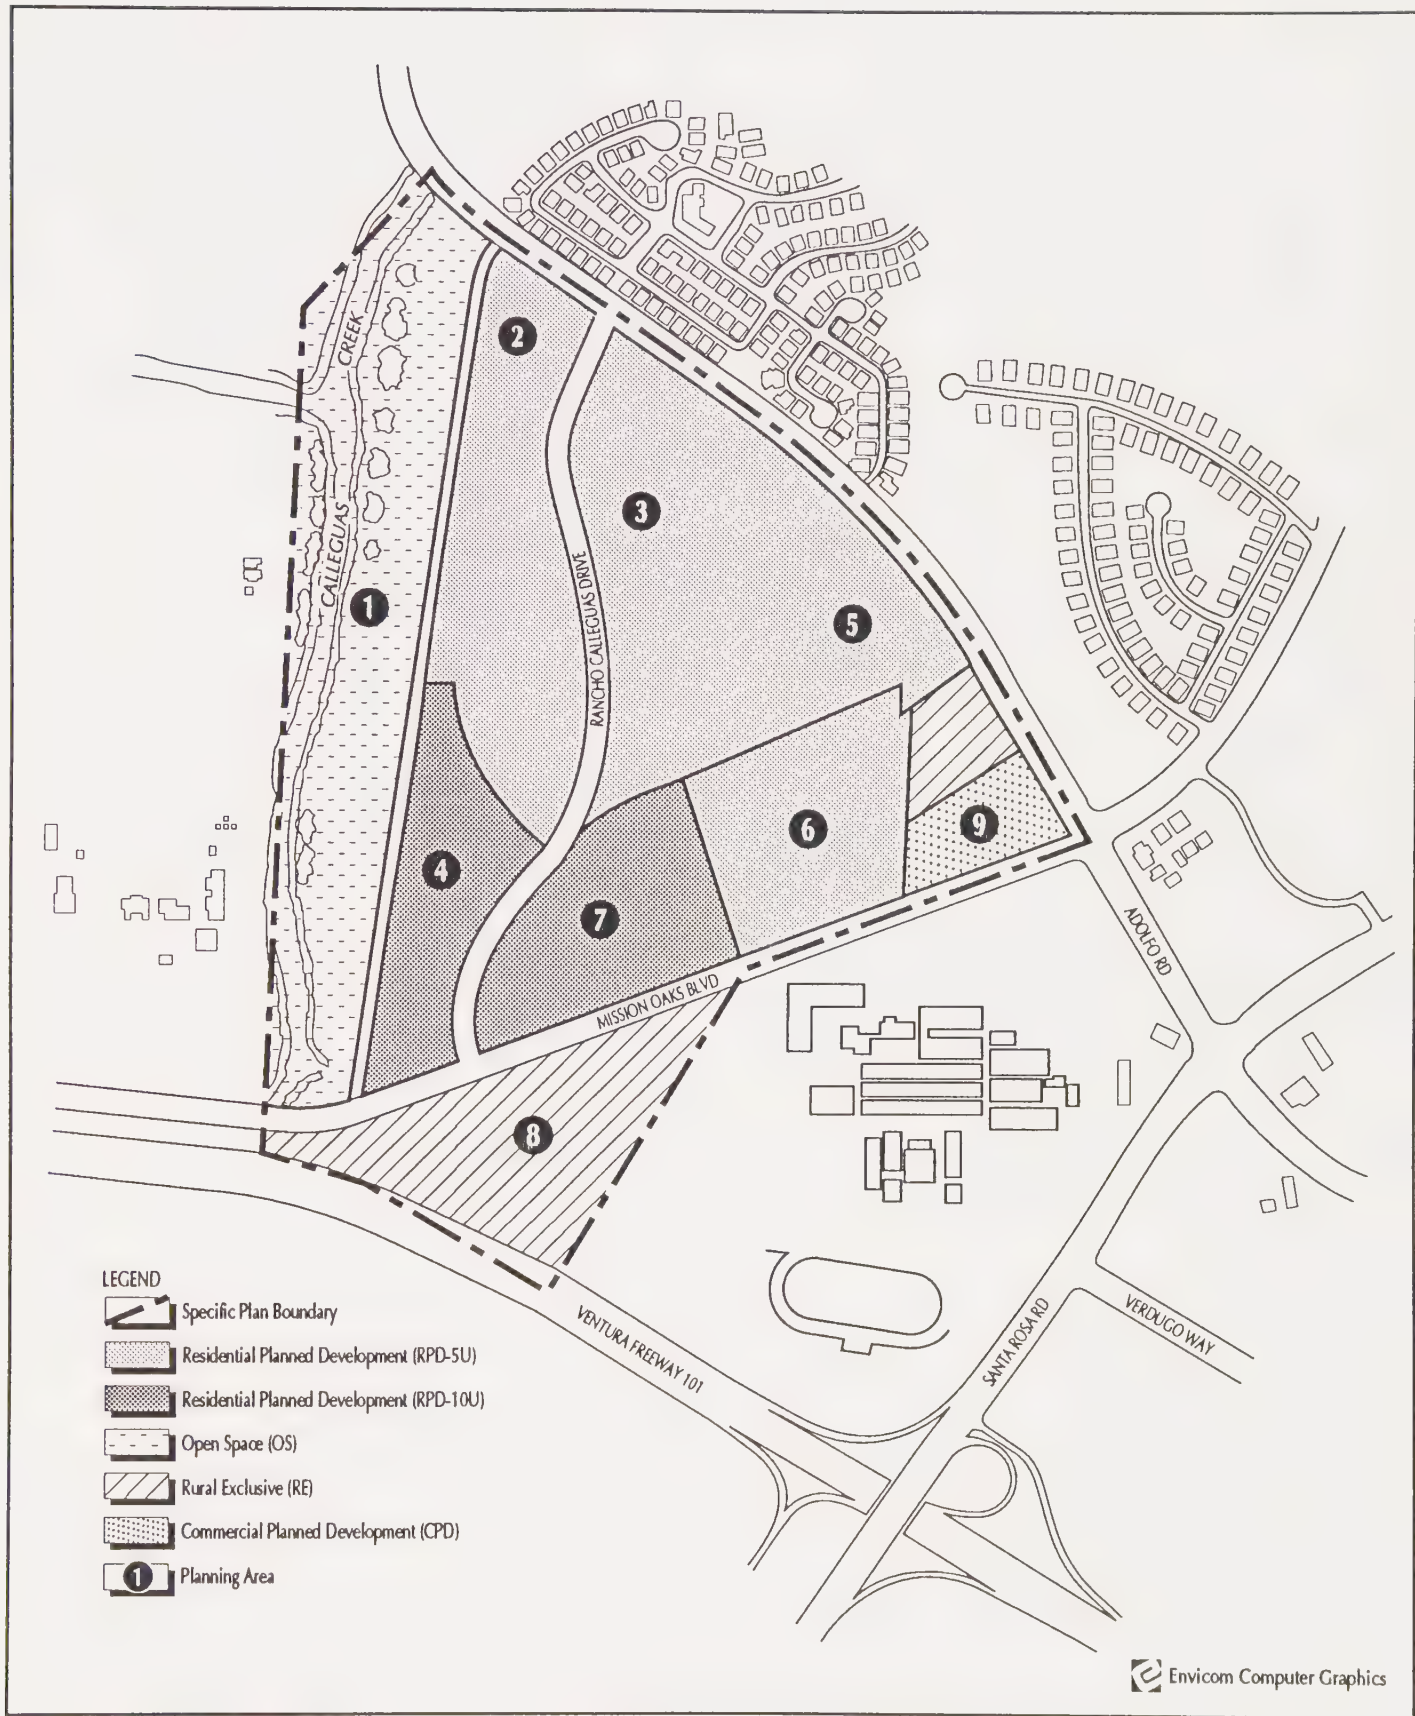 CREEK
CALLEGUAS
1
2
3
RANCHO CALLEGUAS DRIVE
5
4
6
9
7
MISSION OAKS BLVD
ADOLFO RD
8
VENTURA FREEWAY 101
SANTA ROSA RD
VERDUGO WAY
LEGEND
Specific Plan Boundary
Residential Planned Development (RPD-5U)
Residential Planned Development (RPD-10U)
Open Space (OS)
Rural Exclusive (RE)
Commercial Planned Development (CPD)
1 Planning Area
Envicom Computer Graphics